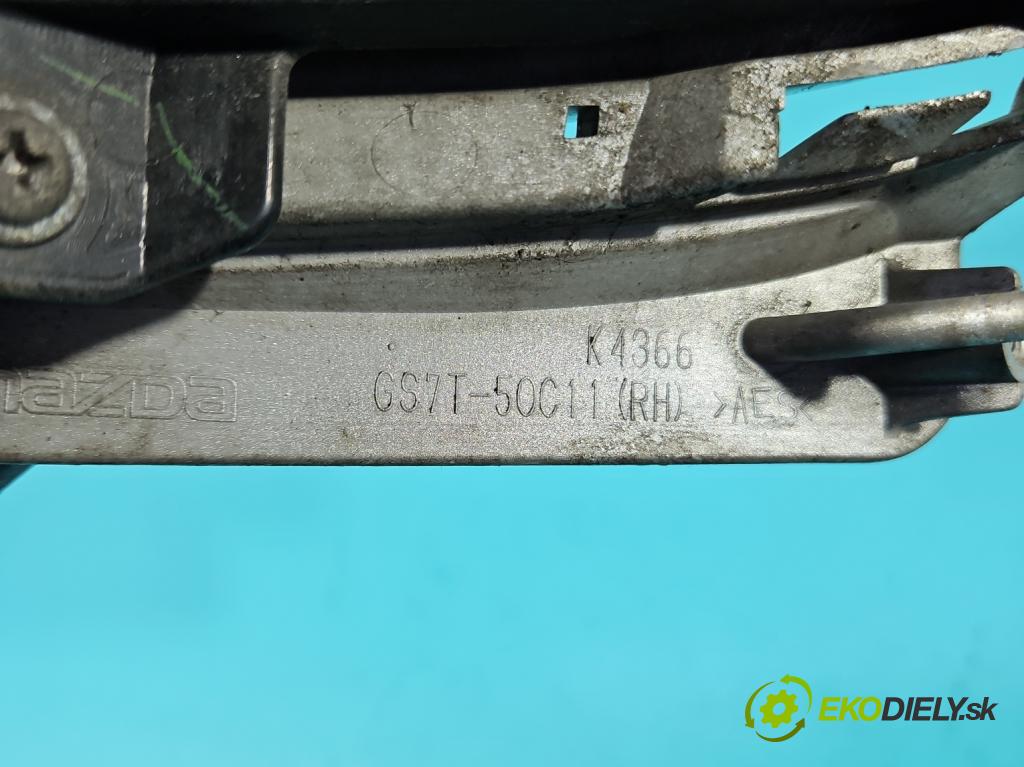 K4366
mazda GS7T-50C11(RH) >AES<
EKODIELY.sk